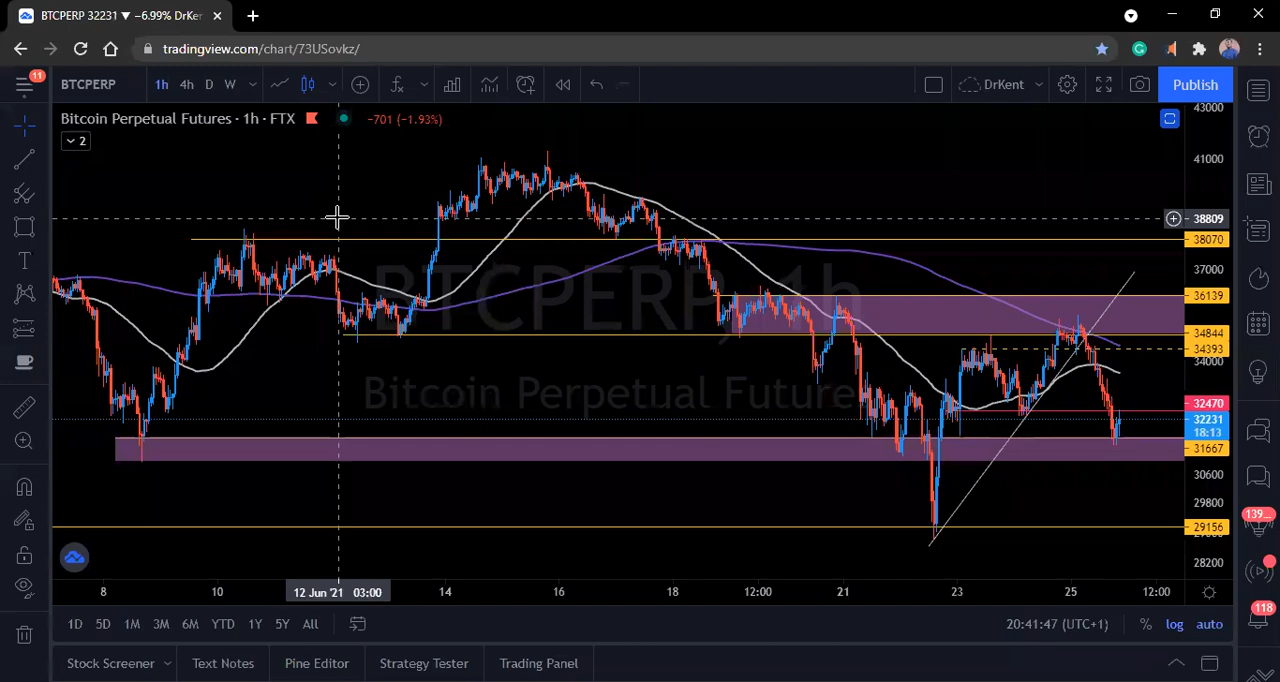 BTCPERP 32231 ▼ −6.99% DrKer
tradingview.com/chart/73USovkz/
11
BTCPERP 1h 4h D W DrKent Publish
Bitcoin Perpetual Futures · 1h · FTX −701 (−1.93%)
2
BTCPERP, 1h
Bitcoin Perpetual Future
43000
41000
38809
38070
37000
36139
34844
34393
34000
32470
32231
18:13
31667
30600
29800
29156
28200
8 10 12 Jun '21 03:00 14 16 18 12:00 21 23 25 12:00
1D 5D 1M 3M 6M YTD 1Y 5Y All 20:41:47 (UTC+1) % log auto
Stock Screener Text Notes Pine Editor Strategy Tester Trading Panel
139...
118